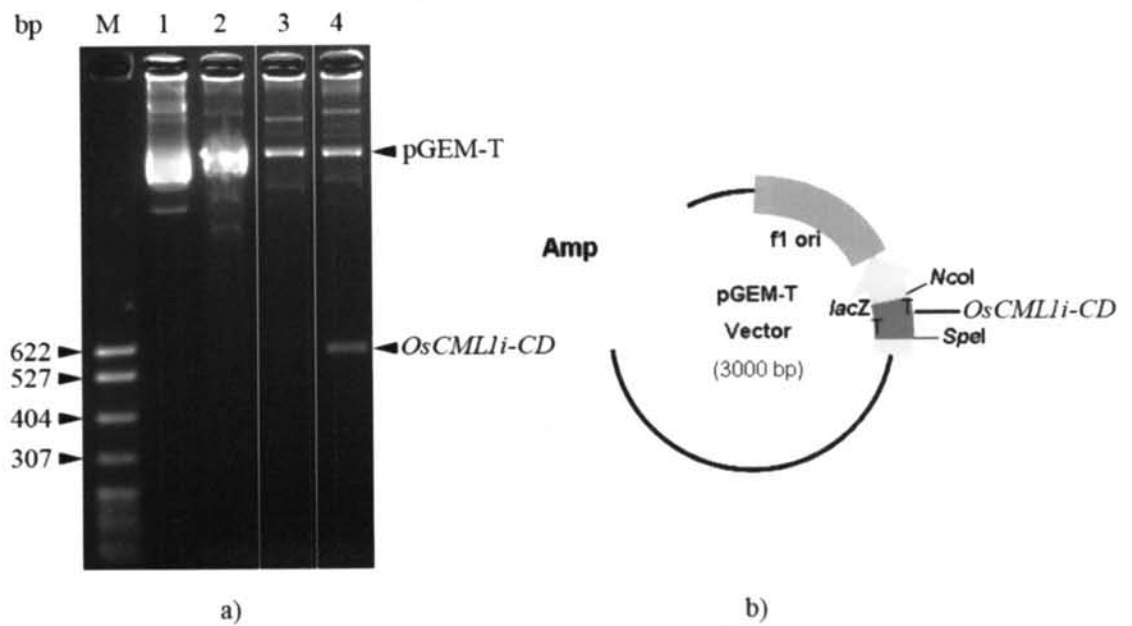 bp M 1 2 3 4
pGEM-T
622
OsCML1i-CD
527
404
307
a)
f1 ori
Amp
NcoI
pGEM-T
lacZ
T
T
OsCML1i-CD
Vector
SpeI
(3000 bp)
b)